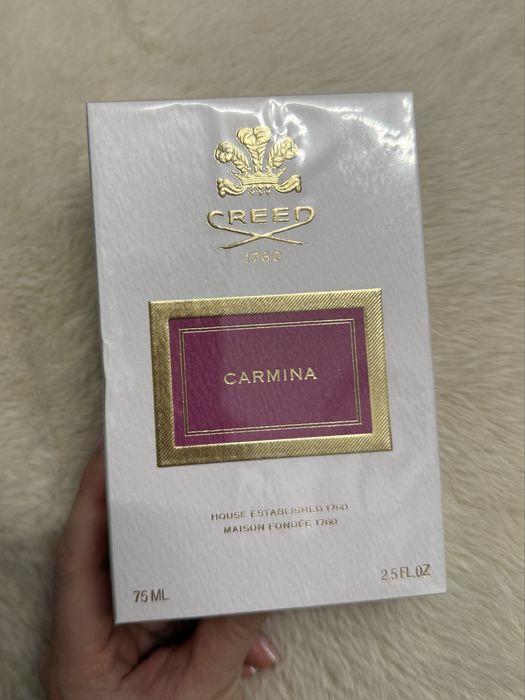 CREED
1760
CARMINA
HOUSE ESTABLISHED 1760
MAISON FONDÉE 1760
75 ML 2.5 FL.OZ